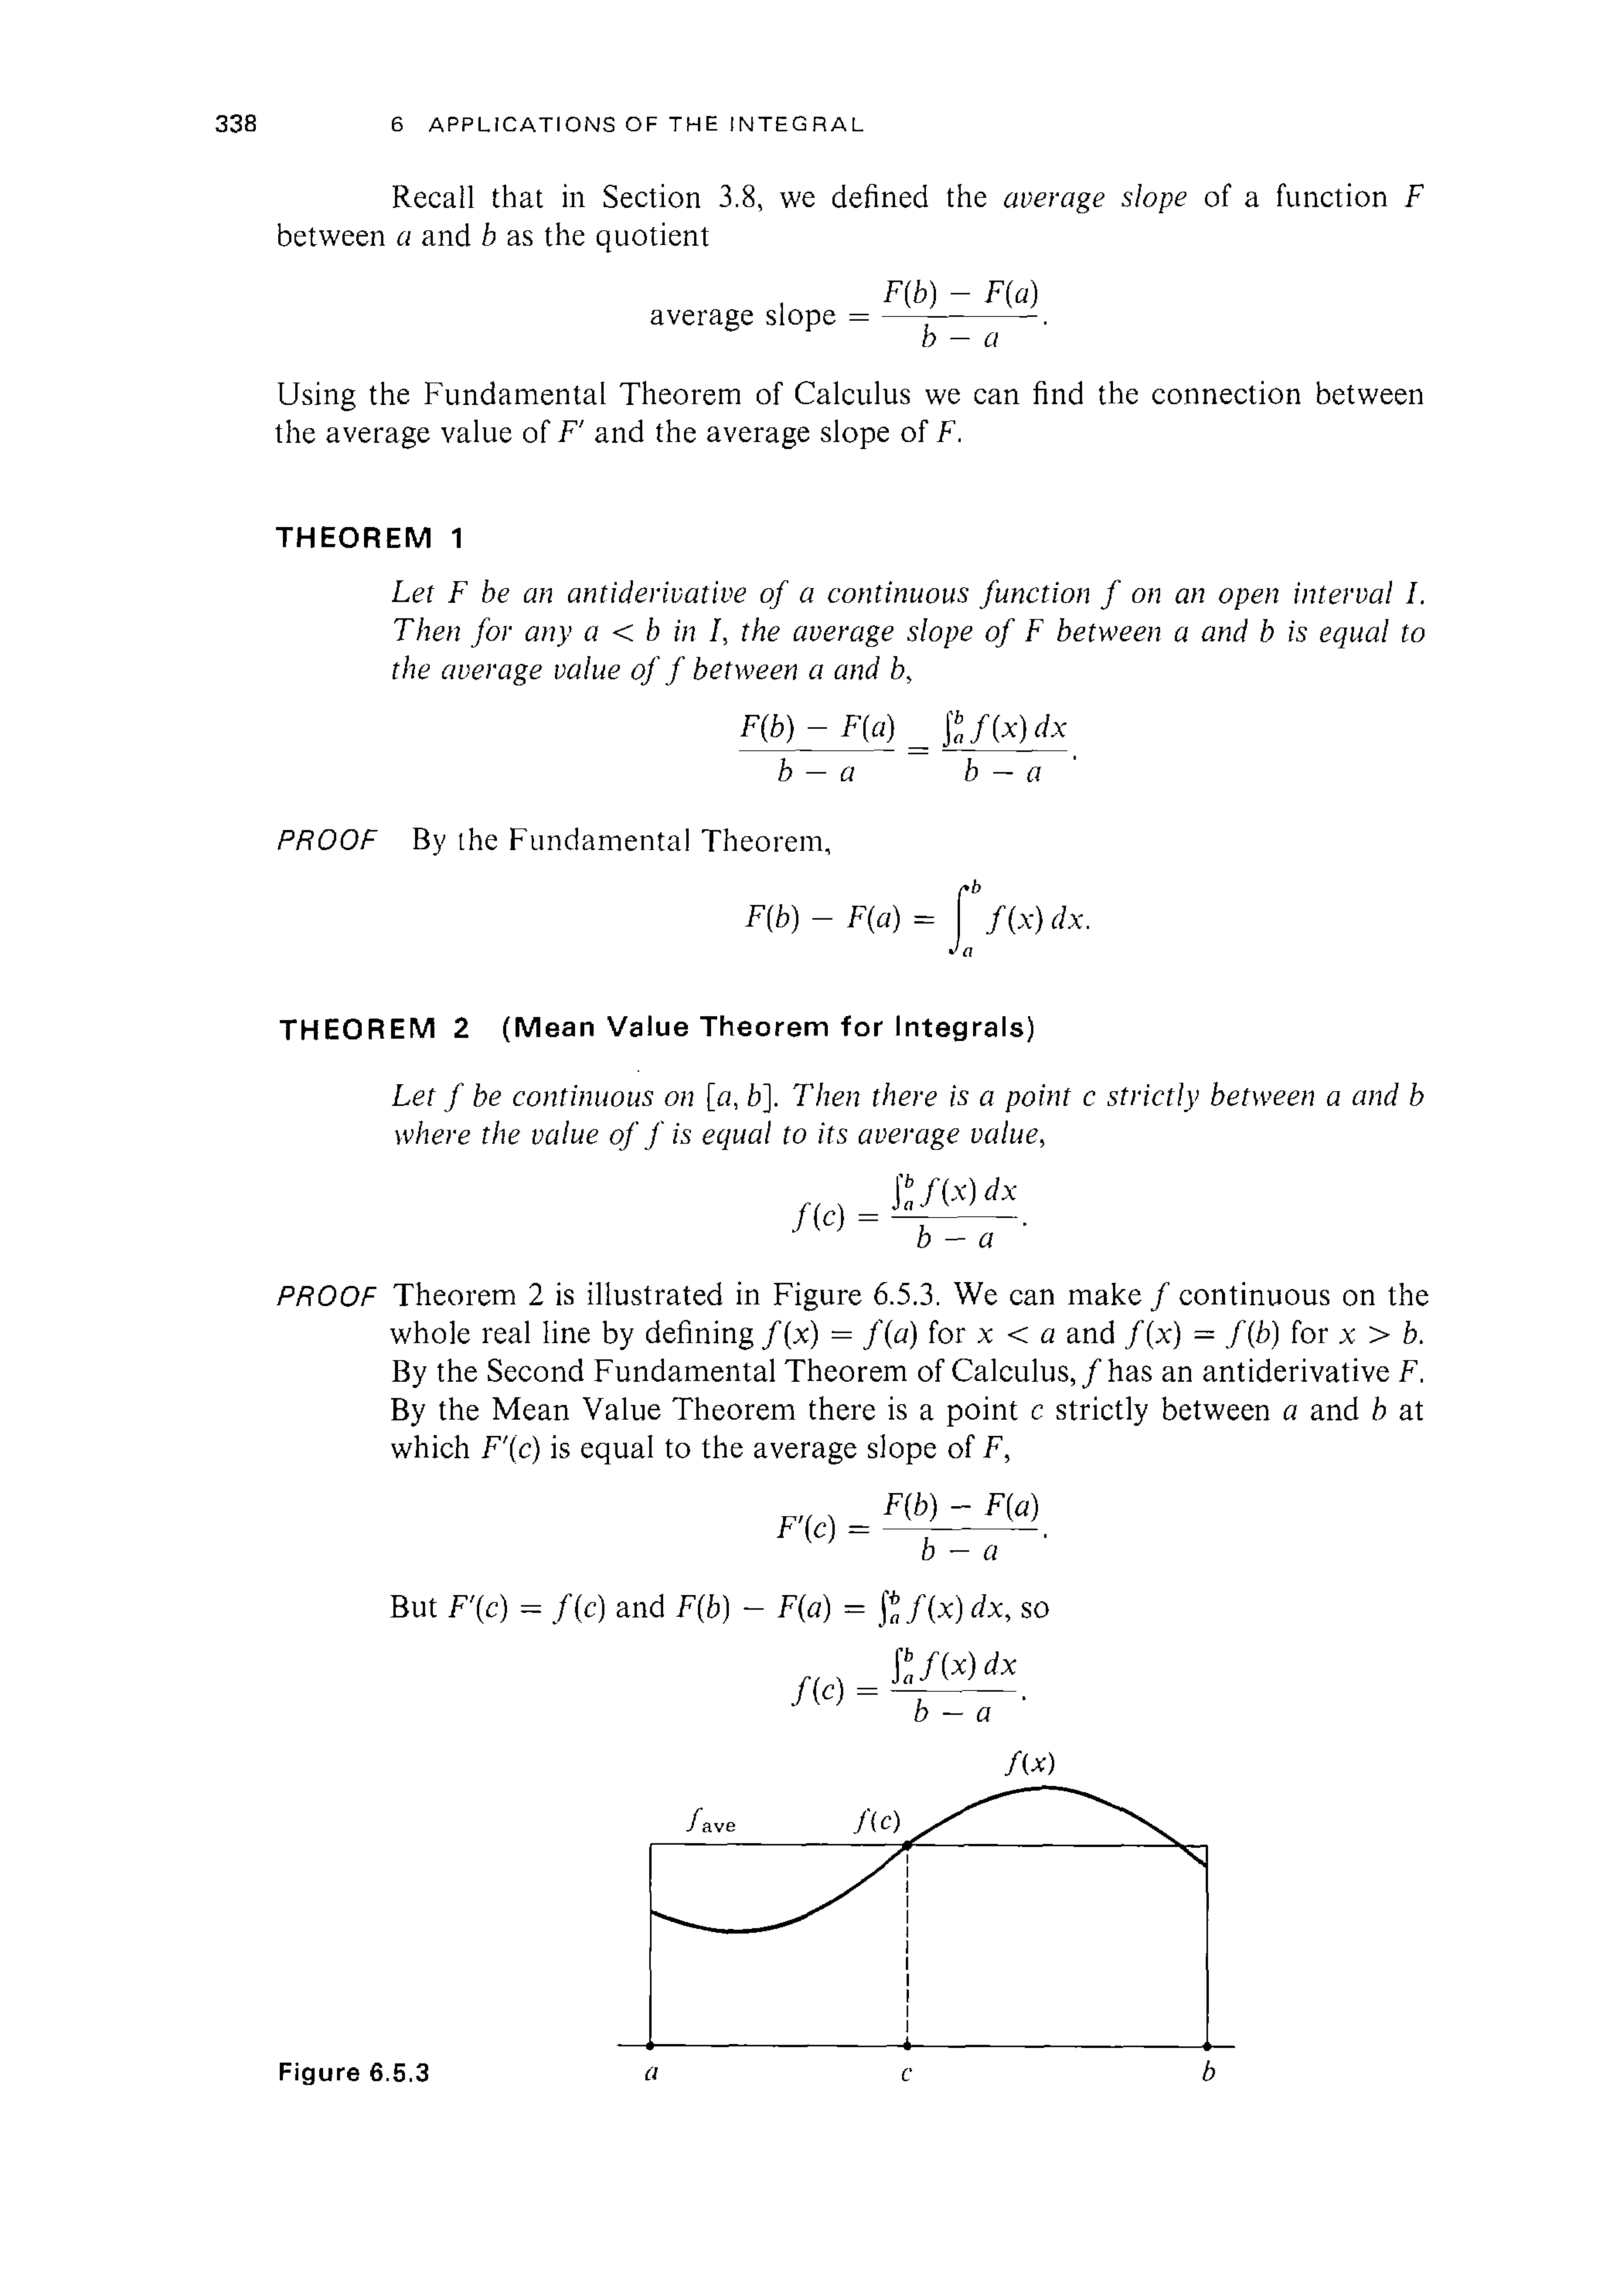 338 6 APPLICATIONS OF THE INTEGRAL
Recall that in Section 3.8, we defined the average slope of a function F
between a and b as the quotient
average slope = \frac{F(b) − F(a)}{b − a}.
Using the Fundamental Theorem of Calculus we can find the connection between
the average value of F′ and the average slope of F.
THEOREM 1
Let F be an antiderivative of a continuous function f on an open interval I.
Then for any a < b in I, the average slope of F between a and b is equal to
the average value of f between a and b,
\frac{F(b) − F(a)}{b − a} = \frac{∫_a^b f(x) dx}{b − a}.
PROOF By the Fundamental Theorem,
F(b) − F(a) = ∫_a^b f(x) dx.
THEOREM 2 (Mean Value Theorem for Integrals)
Let f be continuous on [a, b]. Then there is a point c strictly between a and b
where the value of f is equal to its average value,
f(c) = \frac{∫_a^b f(x) dx}{b − a}.
PROOF Theorem 2 is illustrated in Figure 6.5.3. We can make f continuous on the
whole real line by defining f(x) = f(a) for x < a and f(x) = f(b) for x > b.
By the Second Fundamental Theorem of Calculus, f has an antiderivative F.
By the Mean Value Theorem there is a point c strictly between a and b at
which F′(c) is equal to the average slope of F,
F′(c) = \frac{F(b) − F(a)}{b − a}.
But F′(c) = f(c) and F(b) − F(a) = ∫_a^b f(x) dx, so
f(c) = \frac{∫_a^b f(x) dx}{b − a}.
f(x)
f_ave f(c)
Figure 6.5.3 a c b